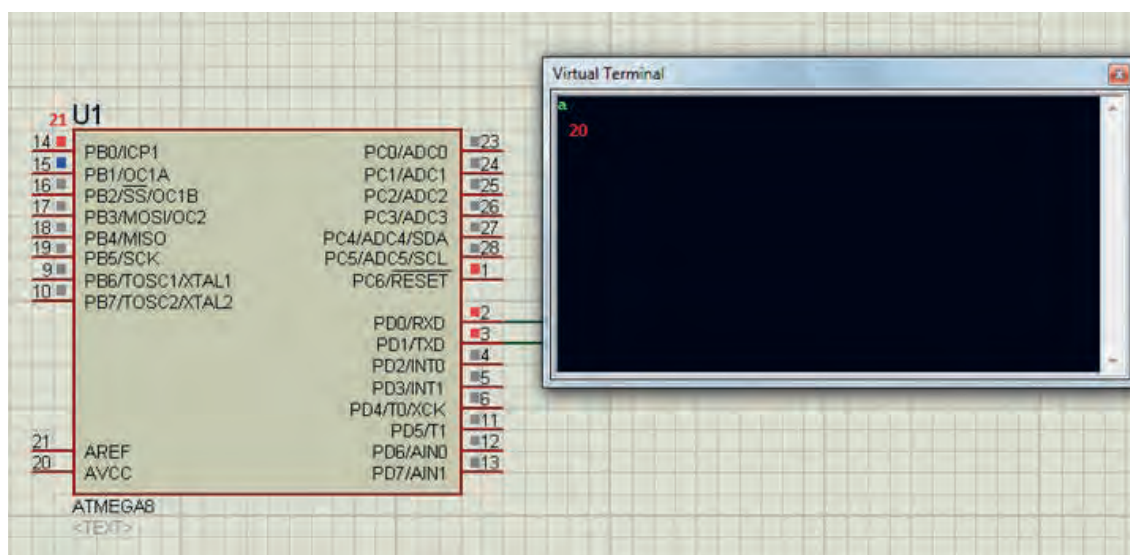 Virtual Terminal
a
20
21 U1
14 PB0/ICP1
15 PB1/OC1A
16 PB2/SS/OC1B
17 PB3/MOSI/OC2
18 PB4/MISO
19 PB5/SCK
9 PB6/TOSC1/XTAL1
10 PB7/TOSC2/XTAL2
21 AREF
20 AVCC
PC0/ADC0 23
PC1/ADC1 24
PC2/ADC2 25
PC3/ADC3 26
PC4/ADC4/SDA 27
PC5/ADC5/SCL 28
PC6/RESET 1
PD0/RXD 2
PD1/TXD 3
PD2/INT0 4
PD3/INT1 5
PD4/T0/XCK 6
PD5/T1 11
PD6/AIN0 12
PD7/AIN1 13
ATMEGA8
<TEXT>